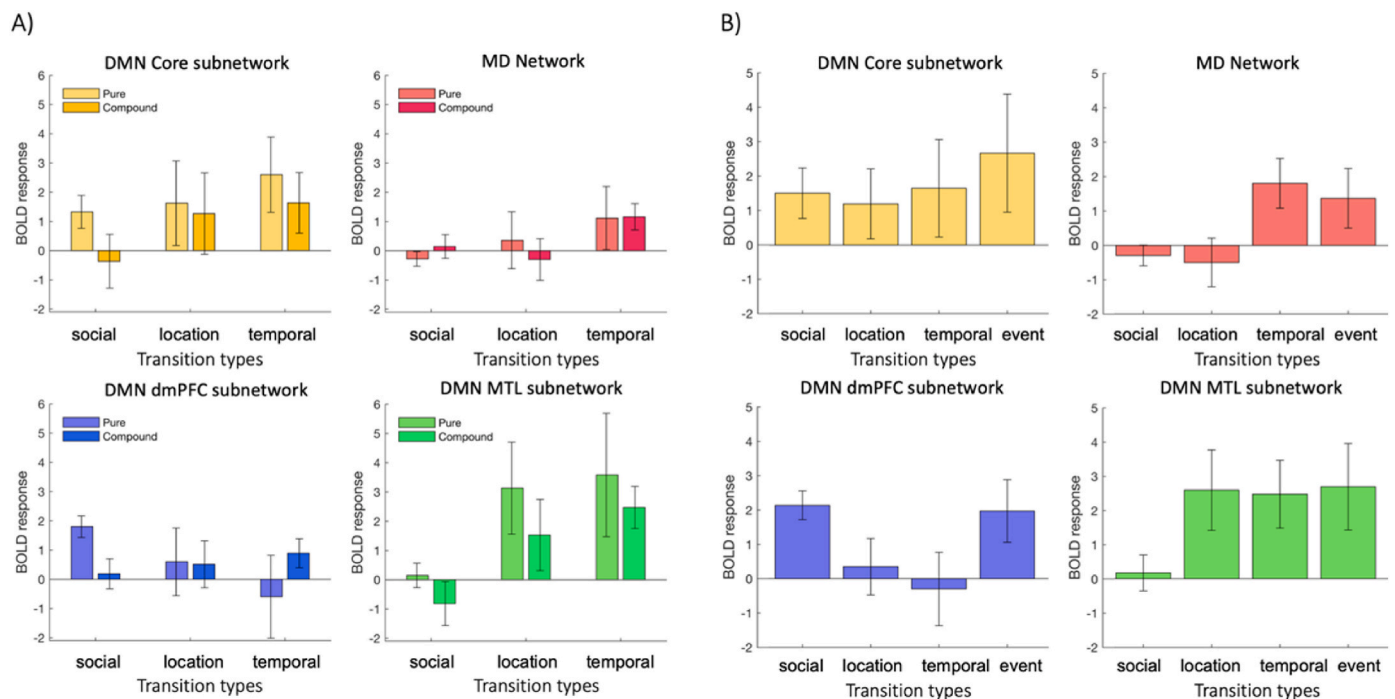 A)
DMN Core subnetwork
6
5
4
3
2
1
0
-1
-2
BOLD response
Pure
Compound
social location temporal
Transition types
MD Network
6
5
4
3
2
1
0
-1
-2
BOLD response
Pure
Compound
social location temporal
Transition types
DMN dmPFC subnetwork
6
5
4
3
2
1
0
-1
-2
BOLD response
Pure
Compound
social location temporal
Transition types
DMN MTL subnetwork
6
5
4
3
2
1
0
-1
-2
BOLD response
Pure
Compound
social location temporal
Transition types
B)
DMN Core subnetwork
5
4
3
2
1
0
-1
-2
BOLD response
social location temporal event
Transition types
MD Network
5
4
3
2
1
0
-1
-2
BOLD response
social location temporal event
Transition types
DMN dmPFC subnetwork
5
4
3
2
1
0
-1
-2
BOLD response
social location temporal event
Transition types
DMN MTL subnetwork
5
4
3
2
1
0
-1
-2
BOLD response
social location temporal event
Transition types